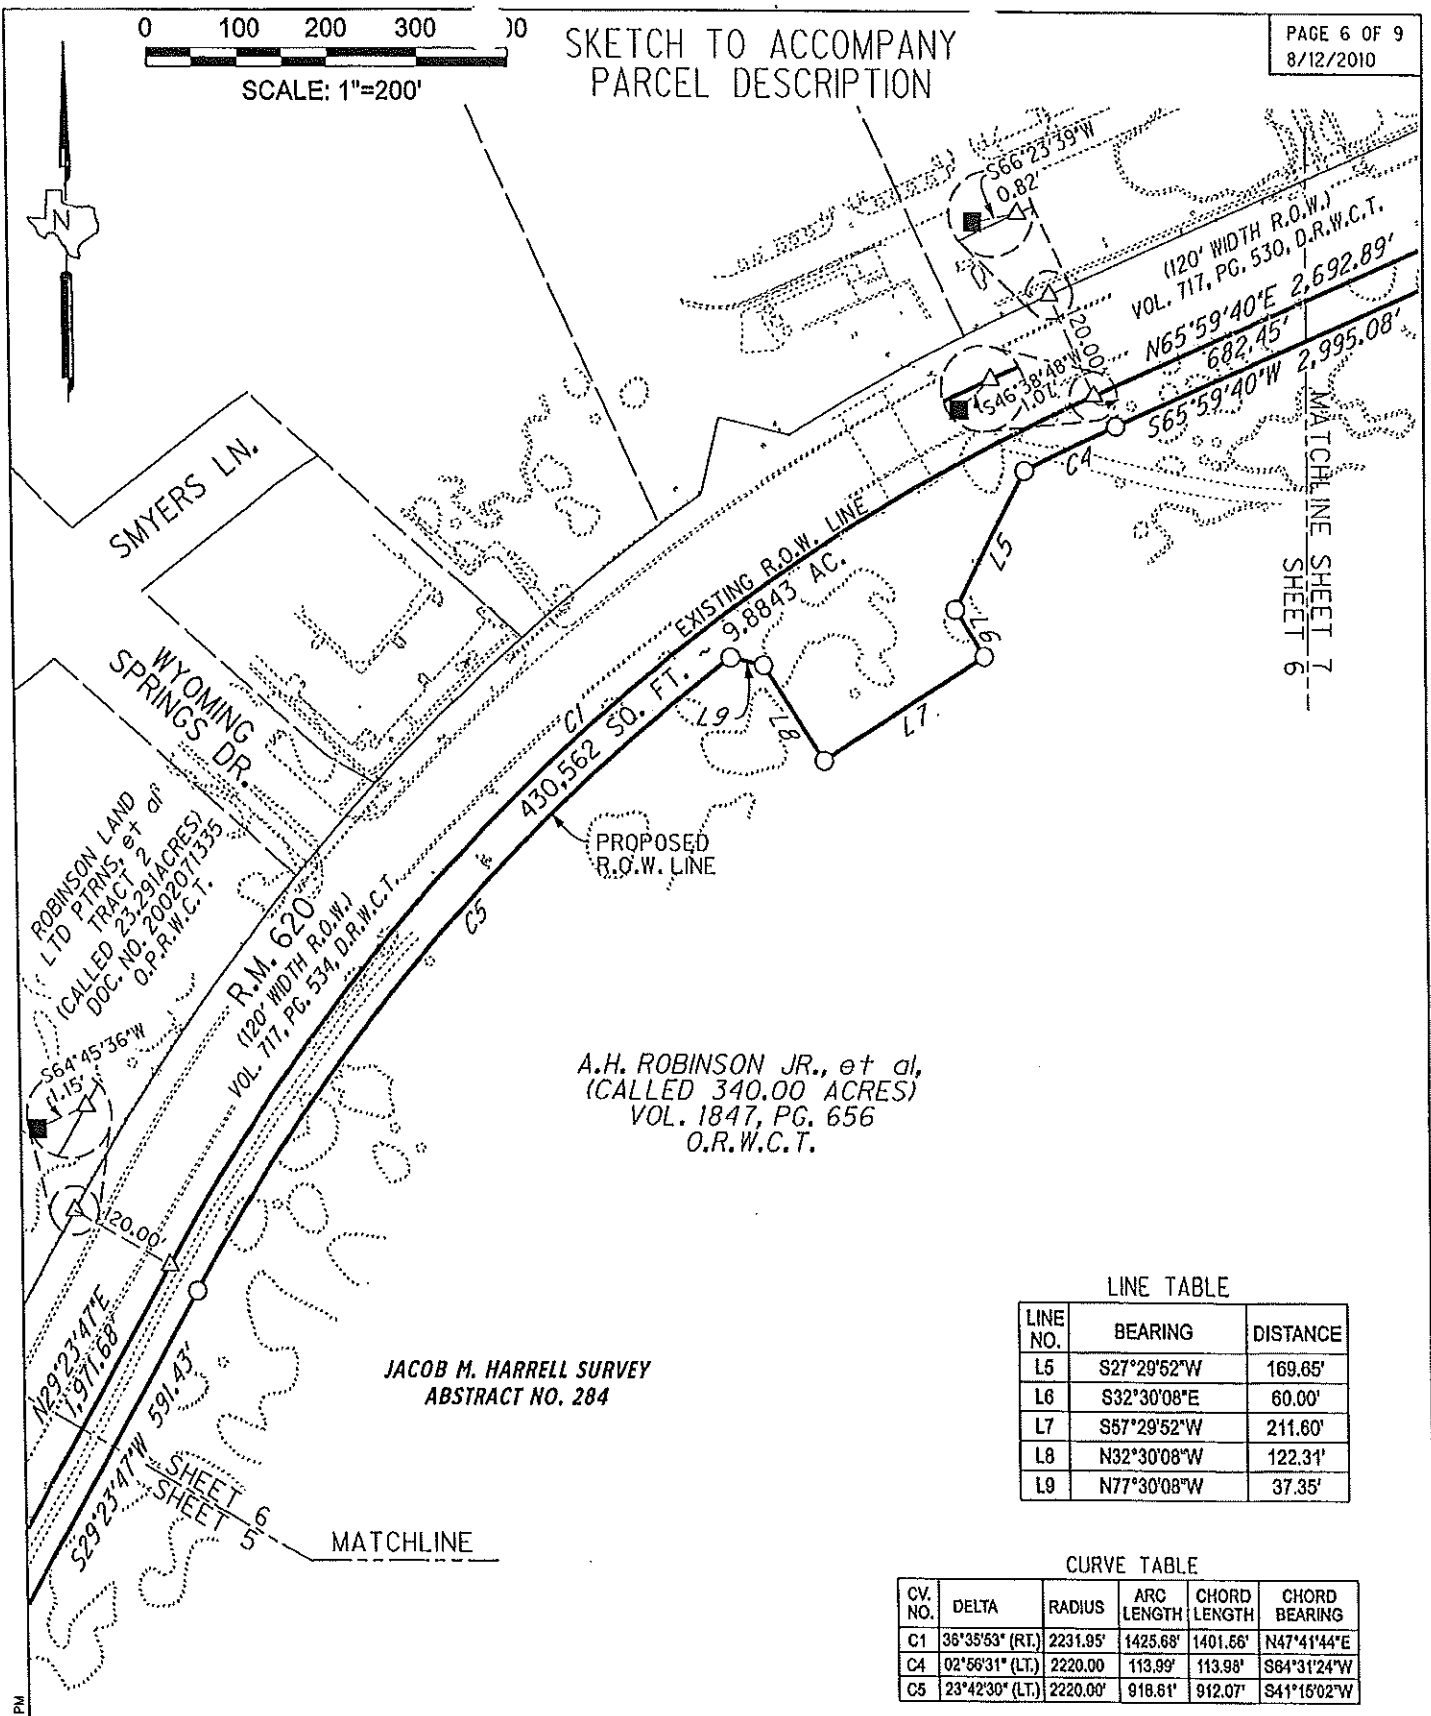 0 100 200 300
SCALE: 1"=200'
SKETCH TO ACCOMPANY
PARCEL DESCRIPTION
PAGE 6 OF 9
8/12/2010
N
S66°23'39"W
0.82'
(120' WIDTH R.O.W.)
VOL. 717, PG. 530, D.R.W.C.T.
N65°59'40"E 2,692.89'
682.45'
S65°59'40"W 2,995.08'
120.00'
S46°38'48"W
C4
MATCHLINE SHEET 7
SHEET 6
SMYERS LN.
L5
L6
L7
L8
L9
EXISTING R.O.W. LINE
430,562 SQ. FT. ~ 9.8843 AC.
C1
WYOMING
SPRINGS DR.
PROPOSED
R.O.W. LINE
C5
ROBINSON LAND
LTD PTRNS, et al
TRACT 2
(CALLED 23.291ACRES)
DOC. NO. 2002071335
O.P.R.W.C.T.
R.M. 620
(120' WIDTH R.O.W.)
VOL. 717, PG. 534, D.R.W.C.T.
S64°45'36"W
1.15'
A.H. ROBINSON JR., et al,
(CALLED 340.00 ACRES)
VOL. 1847, PG. 656
O.R.W.C.T.
120.00'
N29°23'47"E
1,971.68'
S29°23'47"W 591.43'
JACOB M. HARRELL SURVEY
ABSTRACT NO. 284
SHEET 6
SHEET 5
MATCHLINE
LINE TABLE
LINE NO. BEARING DISTANCE
L5 S27°29'52"W 169.65'
L6 S32°30'08"E 60.00'
L7 S57°29'52"W 211.60'
L8 N32°30'08"W 122.31'
L9 N77°30'08"W 37.35'
CURVE TABLE
CV. NO. DELTA RADIUS ARC LENGTH CHORD LENGTH CHORD BEARING
C1 36°35'53" (RT.) 2231.95' 1425.68' 1401.56' N47°41'44"E
C4 02°56'31" (LT.) 2220.00 113.99' 113.98' S64°31'24"W
C5 23°42'30" (LT.) 2220.00' 918.61' 912.07' S41°15'02"W
PM